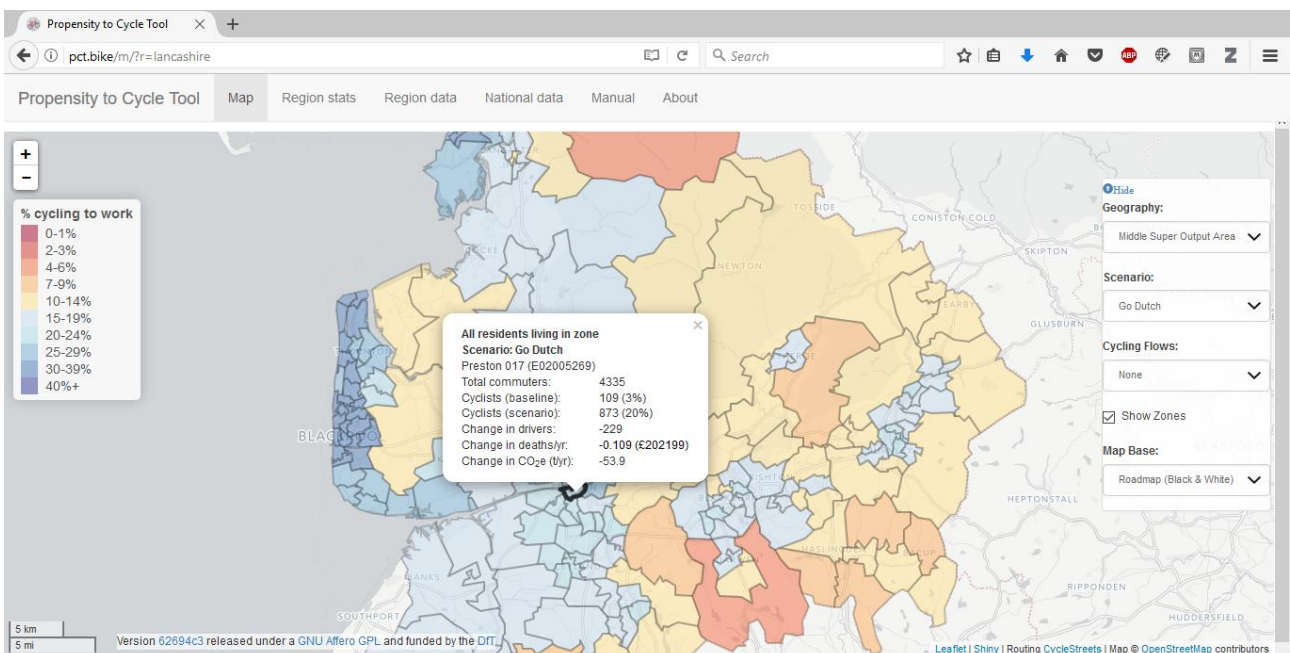 Propensity to Cycle Tool
pct.bike/m/?r=lancashire
Search
ABP
Z
Propensity to Cycle Tool Map Region stats Region data National data Manual About
+
−
% cycling to work
0-1%
2-3%
4-6%
7-9%
10-14%
15-19%
20-24%
25-29%
30-39%
40%+
TOSSIDE
CONISTON COLD
SKIPTON
NEWTON
EARBY
GLUSBURN
HEPTONSTALL
RIPPONDEN
HUDDERSFIELD
BACUP
BANKS
SOUTHPORT
All residents living in zone
Scenario: Go Dutch
Preston 017 (E02005269)
Total commuters: 4335
Cyclists (baseline): 109 (3%)
Cyclists (scenario): 873 (20%)
Change in drivers: -229
Change in deaths/yr: -0.109 (£202199)
Change in CO₂e (t/yr): -53.9
Hide
Geography:
Middle Super Output Area
Scenario:
Go Dutch
Cycling Flows:
None
Show Zones
Map Base:
Roadmap (Black & White)
5 km
5 mi
Version 62694c3 released under a GNU Affero GPL and funded by the DfT.
Leaflet | Shiny | Routing CycleStreets | Map © OpenStreetMap contributors